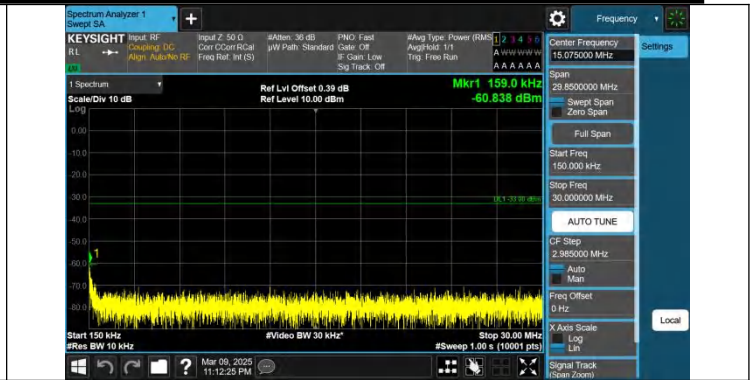 Spectrum Analyzer 1
Swept SA
+
Frequency
KEYSIGHT
RL
Input: RF
Coupling: DC
Align: Auto/No RF
Input Z: 50 Ω
Corr CCorr RCal
Freq Ref: Int (S)
#Atten: 36 dB
µW Path: Standard
PNO: Fast
Gate: Off
IF Gain: Low
Sig Track: Off
#Avg Type: Power (RMS
Avg|Hold: 1/1
Trig: Free Run
1 2 3 4 5 6
A W W W W W
A A A A A A
1 Spectrum
Scale/Div 10 dB
Log
Ref Lvl Offset 0.39 dB
Ref Level 10.00 dBm
Mkr1 159.0 kHz
-60.838 dBm
0.00
-10.0
-20.0
-30.0
-40.0
-50.0
-60.0
-70.0
-80.0
1
Start 150 kHz
#Res BW 10 kHz
#Video BW 30 kHz*
Stop 30.00 MHz
#Sweep 1.00 s (10001 pts)
Center Frequency
15.075000 MHz
Settings
Span
29.8500000 MHz
Swept Span
Zero Span
Full Span
Start Freq
150.000 kHz
Stop Freq
30.000000 MHz
AUTO TUNE
CF Step
2.985000 MHz
Auto
Man
Freq Offset
0 Hz
X Axis Scale
Log
Lin
Signal Track
(Span Zoom)
Local
?
Mar 09, 2025
11:12:25 PM